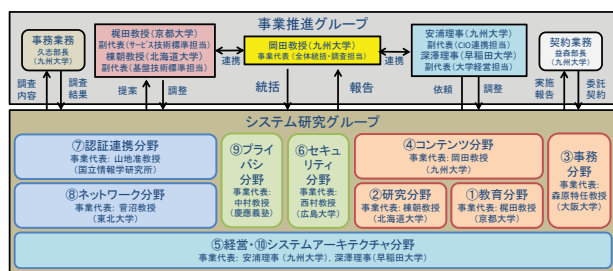 事業推進グループ
事務業務
久志部長
(九州大学)
梶田教授(京都大学)
副代表(サービス技術標準担当)
棟朝教授(北海道大学)
副代表(基盤技術標準担当)
連携
岡田教授(九州大学)
事業代表(全体統括・調査担当)
連携
安浦理事(九州大学)
副代表(CIO連携担当)
深澤理事(早稲田大学)
副代表(大学経営担当)
契約業務
益森部長
(九州大学)
調査
内容
調査
結果
提案
調整
統括
報告
依頼
調整
実施
報告
委託
契約
システム研究グループ
⑦認証連携分野
事業代表: 山地准教授
(国立情報学研究所)
⑧ネットワーク分野
事業代表: 菅沼教授
(東北大学)
⑨プライ
バシ分野
事業代表:
中村教授
(慶應義塾)
⑥セキュ
リティ分
野
事業代表:
西村教授
(広島大学)
④コンテンツ分野
事業代表: 岡田教授
(九州大学)
②研究分野
事業代表: 棟朝教授
(北海道大学)
①教育分野
事業代表: 梶田教授
(京都大学)
③事務
分野
事業代表:
森原特任教授
(大阪大学)
⑤経営・⑩システムアーキテクチャ分野
事業代表: 安浦理事(九州大学)、深澤理事(早稲田大学)